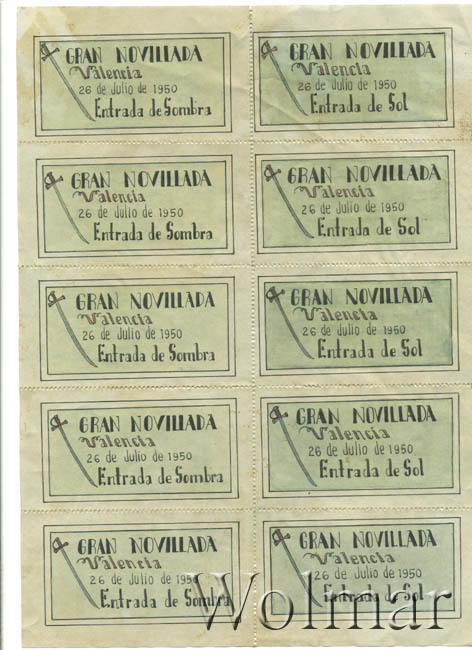 GRAN NOVILLADA
Valencia
26 de Julio de 1950
Entrada de Sombra
GRAN NOVILLADA
Valencia
26 de Julio de 1950
Entrada de Sol
GRAN NOVILLADA
Valencia
26 de Julio de 1950
Entrada de Sombra
GRAN NOVILLADA
Valencia
26 de Julio de 1950
Entrada de Sol
GRAN NOVILLADA
Valencia
26 de Julio de 1950
Entrada de Sombra
GRAN NOVILLADA
Valencia
26 de Julio de 1950
Entrada de Sol
GRAN NOVILLADA
Valencia
26 de Julio de 1950
Entrada de Sombra
GRAN NOVILLADA
Valencia
26 de Julio de 1950
Entrada de Sol
GRAN NOVILLADA
Valencia
26 de Julio de 1950
Entrada de Sombra
GRAN NOVILLADA
Valencia
26 de Julio de 1950
Entrada de Sol
Wolmar